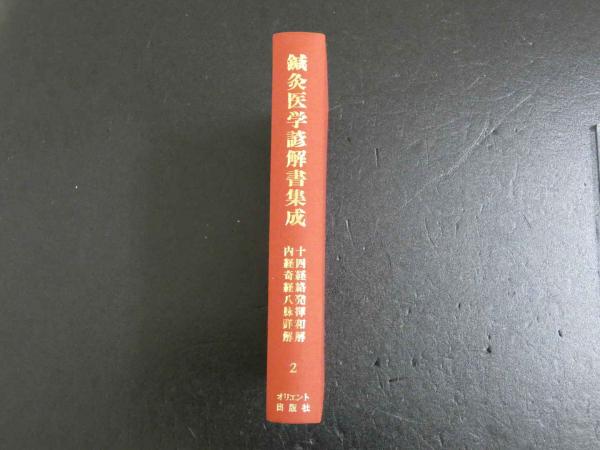 鍼灸医学諺解書集成
十四経絡発揮和解
内経奇経八脉詳解
2
オリエント
出版社